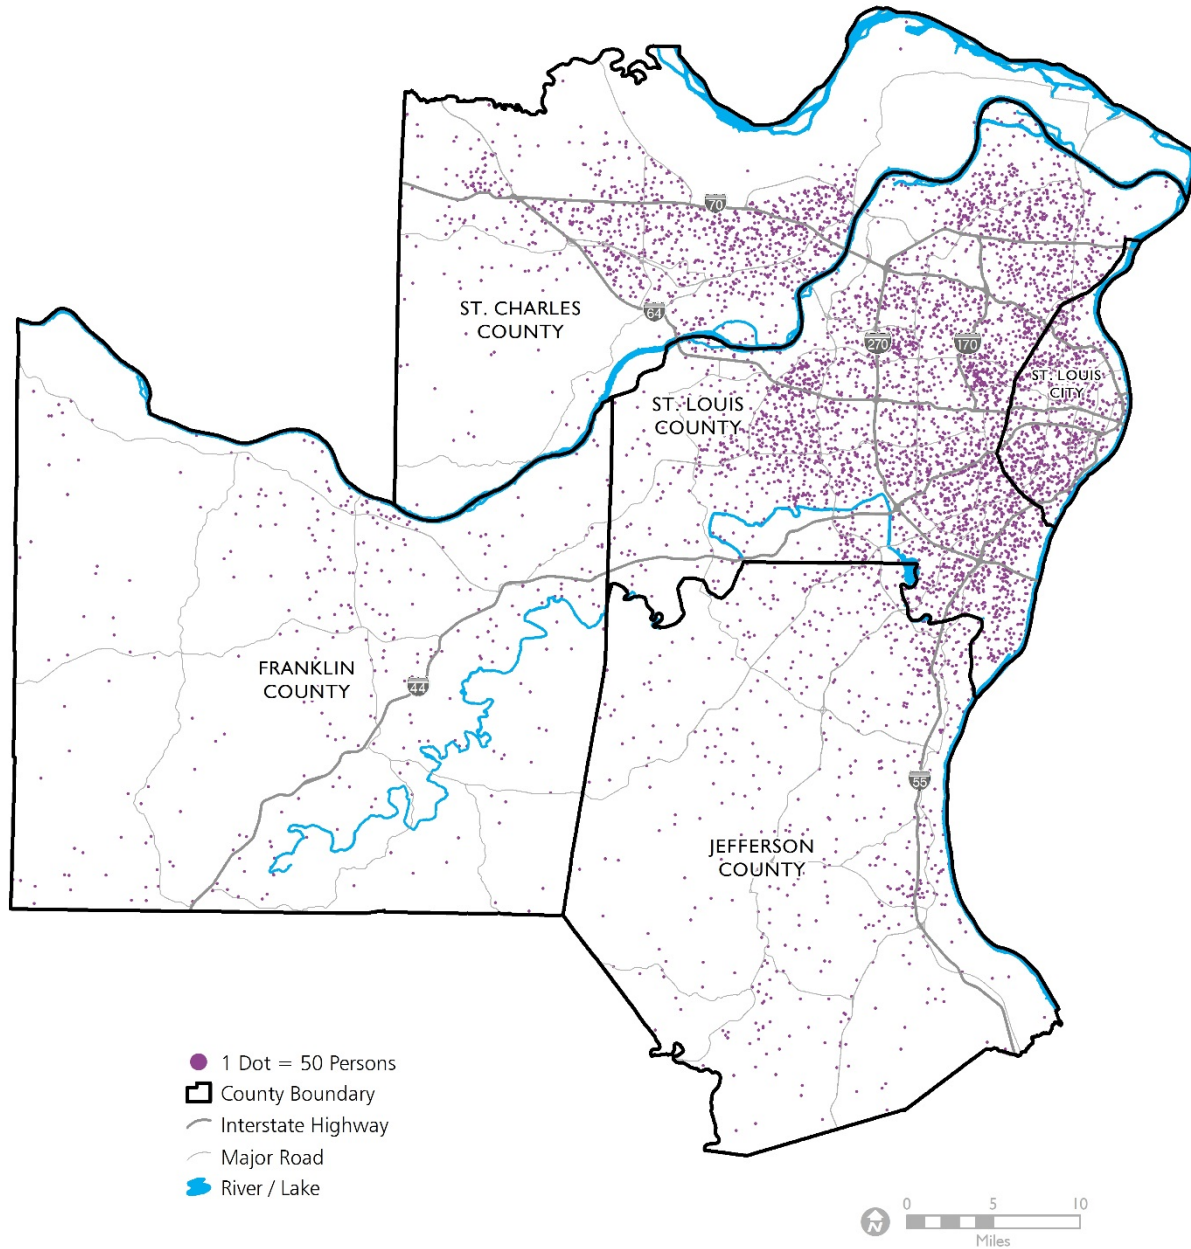 70
ST. CHARLES
COUNTY
64
270
170
ST. LOUIS
CITY
ST. LOUIS
COUNTY
FRANKLIN
COUNTY
44
55
JEFFERSON
COUNTY
1 Dot = 50 Persons
County Boundary
Interstate Highway
Major Road
River / Lake
N
0 5 10
Miles